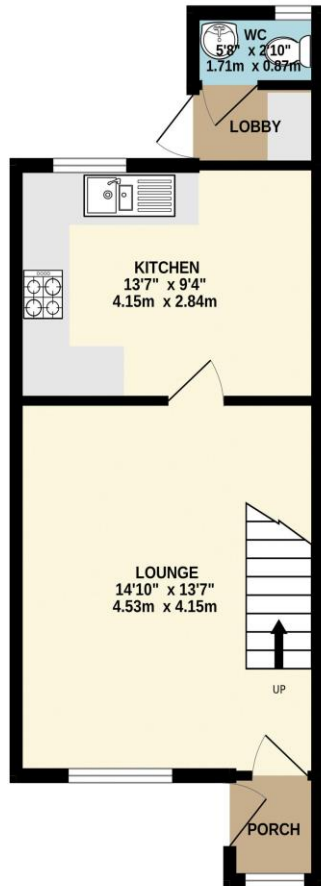 WC
5'8" x 2'10"
1.71m x 0.87m
LOBBY
KITCHEN
13'7" x 9'4"
4.15m x 2.84m
LOUNGE
14'10" x 13'7"
4.53m x 4.15m
UP
PORCH